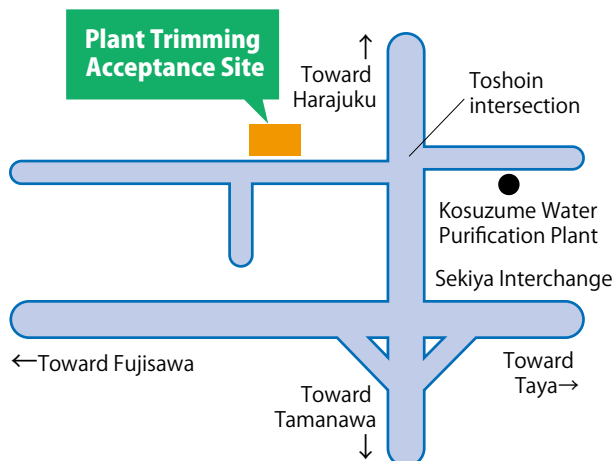 Plant Trimming
Acceptance Site
↑
Toward
Harajuku
Toshoin
intersection
Kosuzume Water
Purification Plant
Sekiya Interchange
←Toward Fujisawa
Toward
Taya→
Toward
Tamanawa
↓